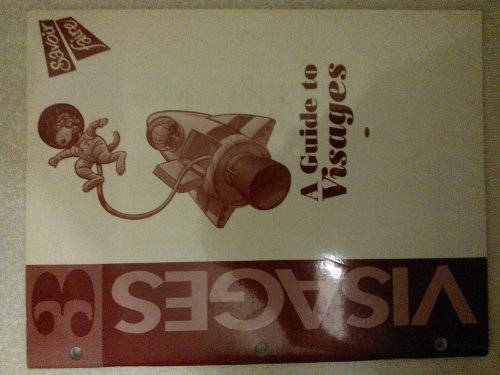 savoir
faire
A Guide to
Visages
VISAGES
3